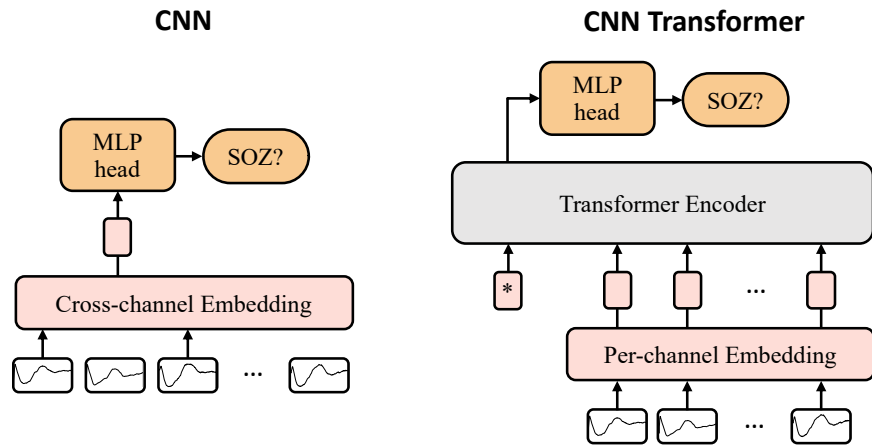 CNN
MLP
head
SOZ?
Cross-channel Embedding
...
CNN Transformer
MLP
head
SOZ?
Transformer Encoder
*
...
Per-channel Embedding
...